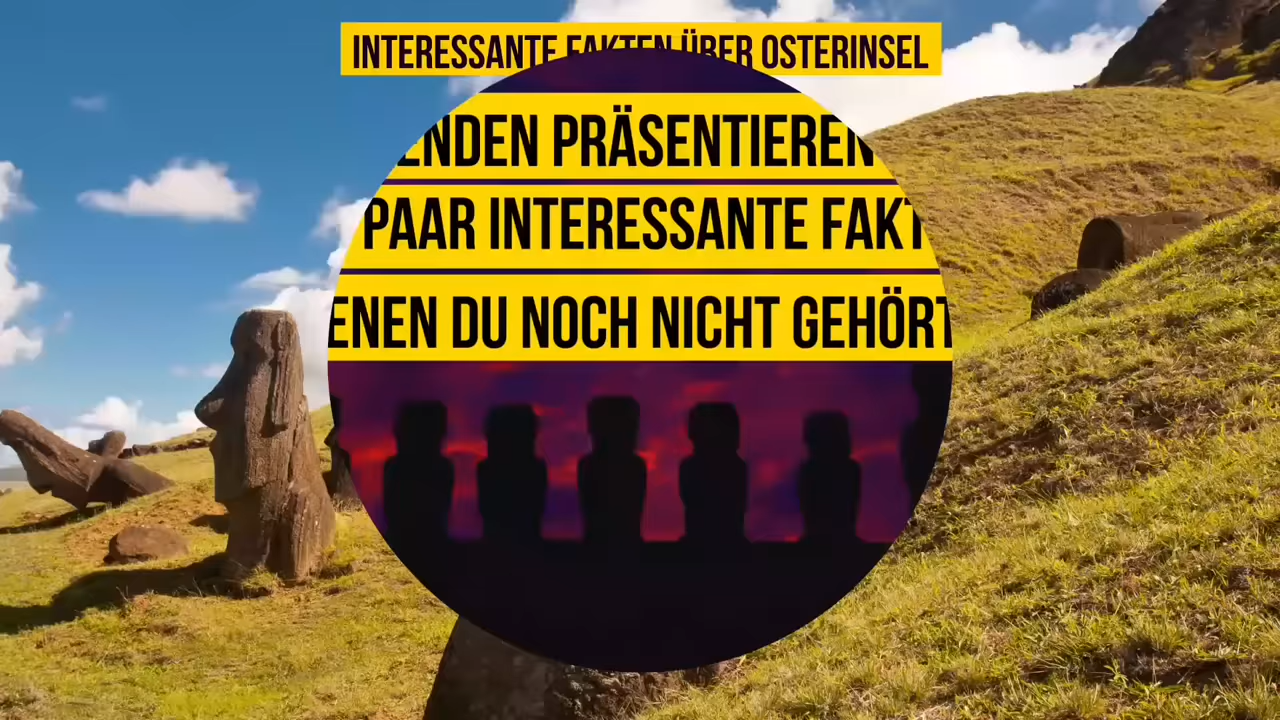 INTERESSANTE FAKTEN ÜBER OSTERINSEL
ENDEN PRÄSENTIEREN
PAAR INTERESSANTE FAKT
ENEN DU NOCH NICHT GEHÖRT